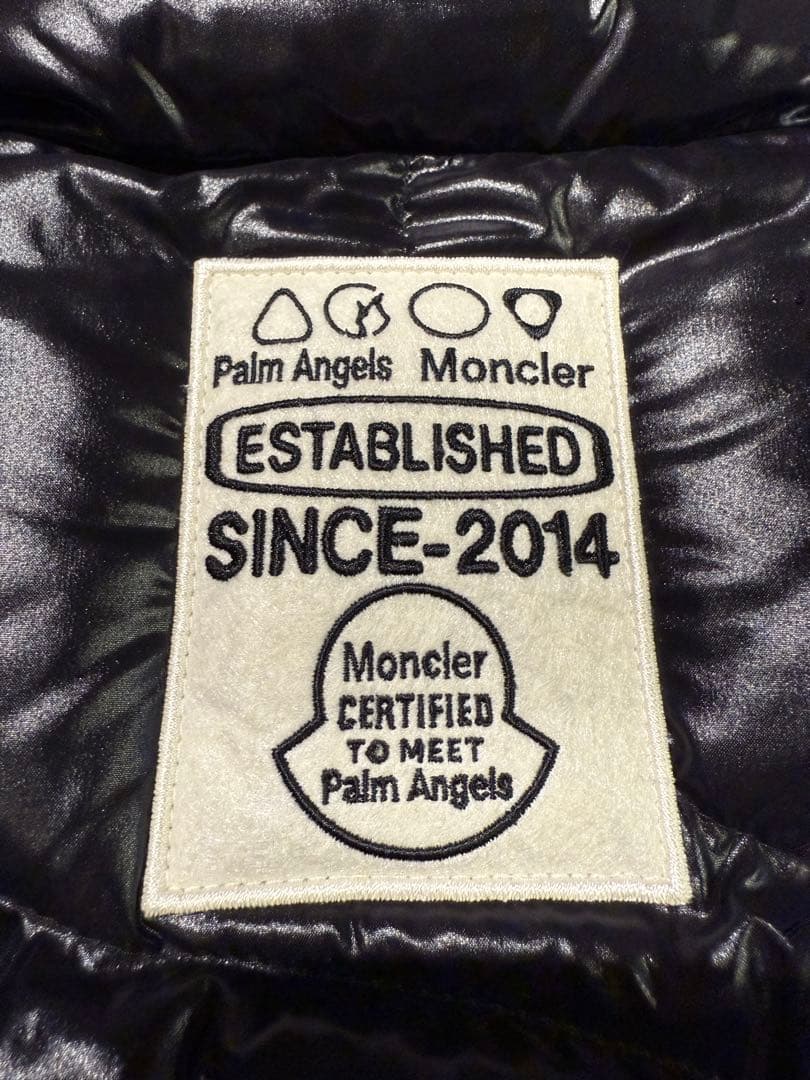 Palm Angels Moncler
ESTABLISHED
SINCE-2014
Moncler
CERTIFIED
TO MEET
Palm Angels